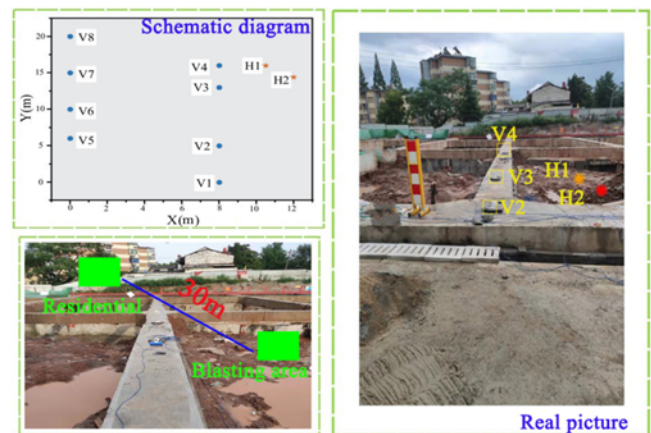 Schematic diagram
20
15
10
5
0
Y(m)
V8
V7
V6
V5
V4
V3
V2
V1
H1
H2
0
2
4
6
8
10
12
X(m)
Residential
30m
Blasting area
V4
V3
V2
H1
H2
Real picture